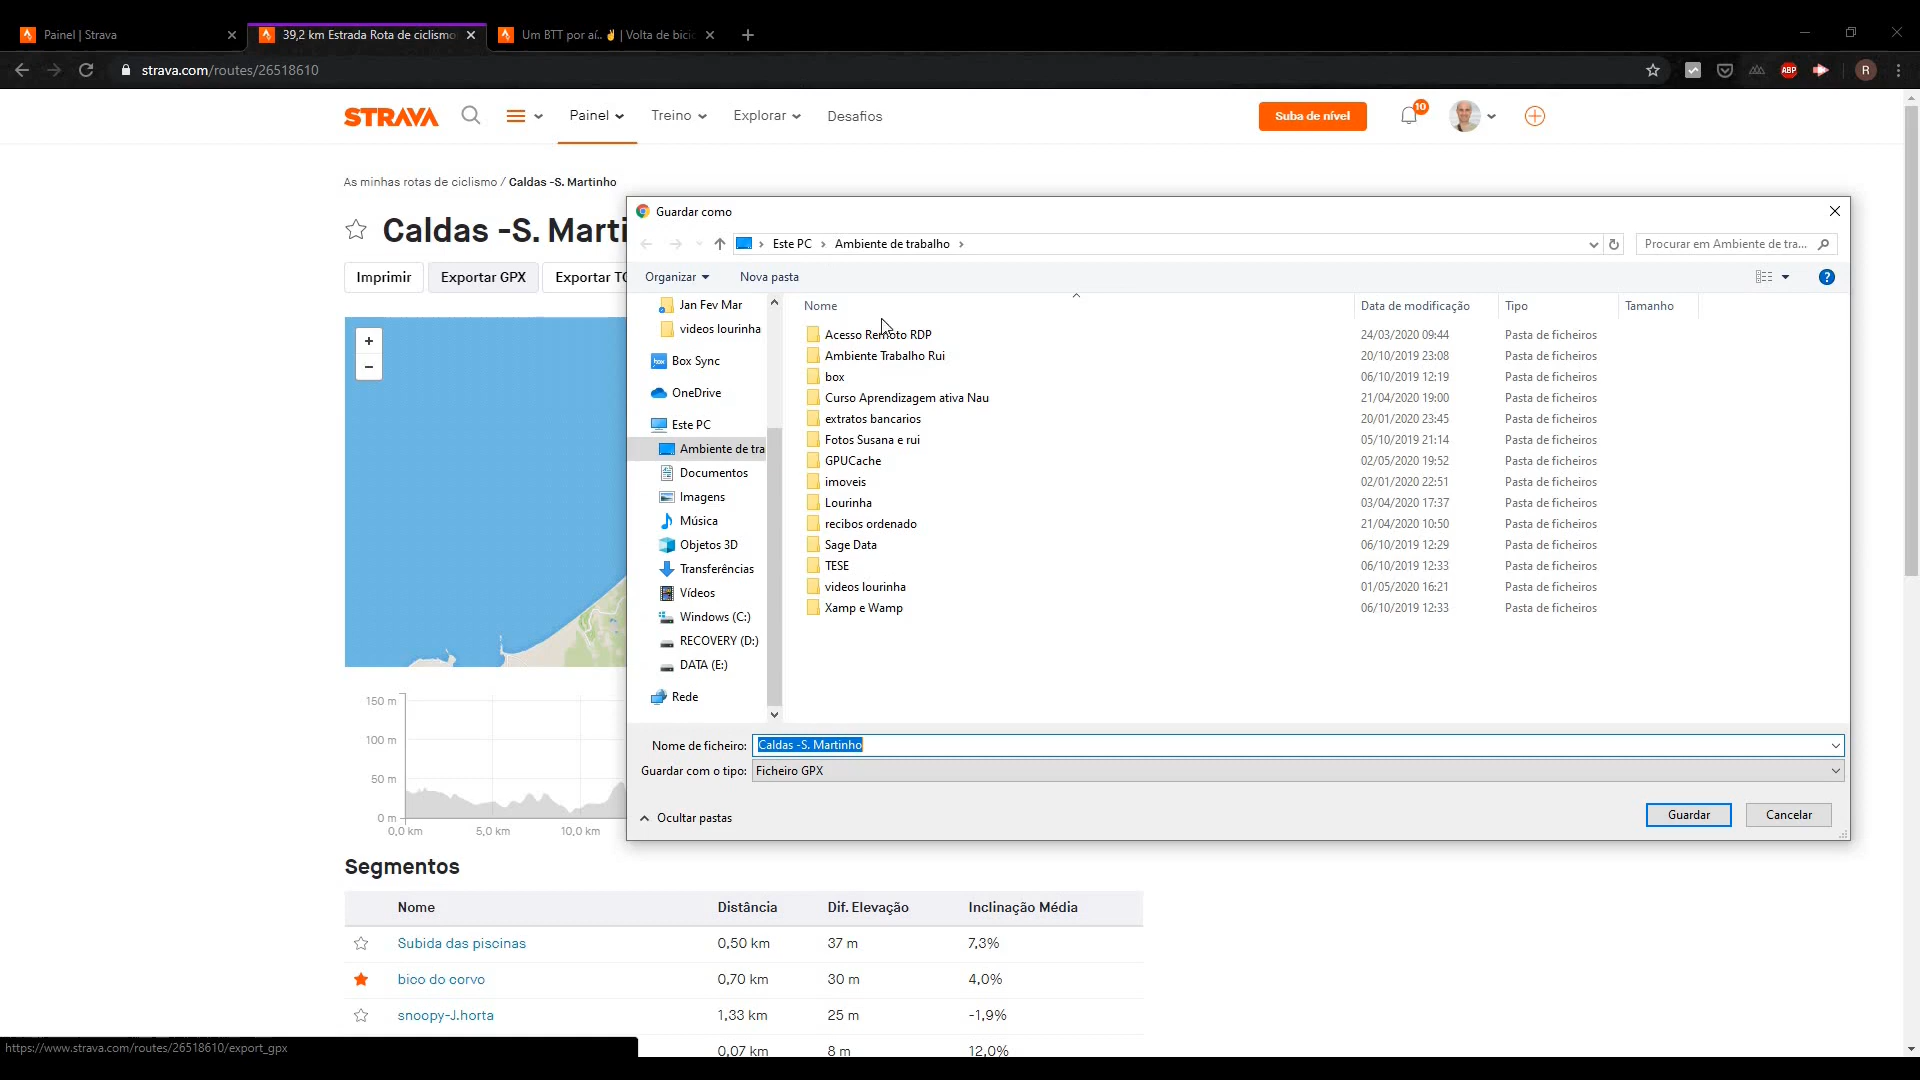 Painel | Strava
39,2 km Estrada Rota de ciclismo
Um BTT por aí..✌ | Volta de bicic
strava.com/routes/26518610
ABP
R
STRAVA
Painel
Treino
Explorar
Desafios
Suba de nível
10
As minhas rotas de ciclismo / Caldas -S. Martinho
Caldas -S. Marti
Imprimir
Exportar GPX
Exportar TC
+
−
150 m
100 m
50 m
0 m
0,0 km
5,0 km
10,0 km
Guardar como
Este PC > Ambiente de trabalho >
Procurar em Ambiente de tra...
Organizar
Nova pasta
?
Jan Fev Mar
videos lourinha
box
Box Sync
OneDrive
Este PC
Ambiente de tra
Documentos
Imagens
Música
Objetos 3D
Transferências
Vídeos
Windows (C:)
RECOVERY (D:)
DATA (E:)
Rede
Nome Data de modificação Tipo Tamanho
Acesso Remoto RDP 24/03/2020 09:44 Pasta de ficheiros
Ambiente Trabalho Rui 20/10/2019 23:08 Pasta de ficheiros
box 06/10/2019 12:19 Pasta de ficheiros
Curso Aprendizagem ativa Nau 21/04/2020 19:00 Pasta de ficheiros
extratos bancarios 20/01/2020 23:45 Pasta de ficheiros
Fotos Susana e rui 05/10/2019 21:14 Pasta de ficheiros
GPUCache 02/05/2020 19:52 Pasta de ficheiros
imoveis 02/01/2020 22:51 Pasta de ficheiros
Lourinha 03/04/2020 17:37 Pasta de ficheiros
recibos ordenado 21/04/2020 10:50 Pasta de ficheiros
Sage Data 06/10/2019 12:29 Pasta de ficheiros
TESE 06/10/2019 12:33 Pasta de ficheiros
videos lourinha 01/05/2020 16:21 Pasta de ficheiros
Xamp e Wamp 06/10/2019 12:33 Pasta de ficheiros
Nome de ficheiro: Caldas -S. Martinho
Guardar com o tipo: Ficheiro GPX
Ocultar pastas
Guardar
Cancelar
Segmentos
Nome Distância Dif. Elevação Inclinação Média
Subida das piscinas 0,50 km 37 m 7,3%
bico do corvo 0,70 km 30 m 4,0%
snoopy-J.horta 1,33 km 25 m -1,9%
0,07 km 8 m 12,0%
https://www.strava.com/routes/26518610/export_gpx